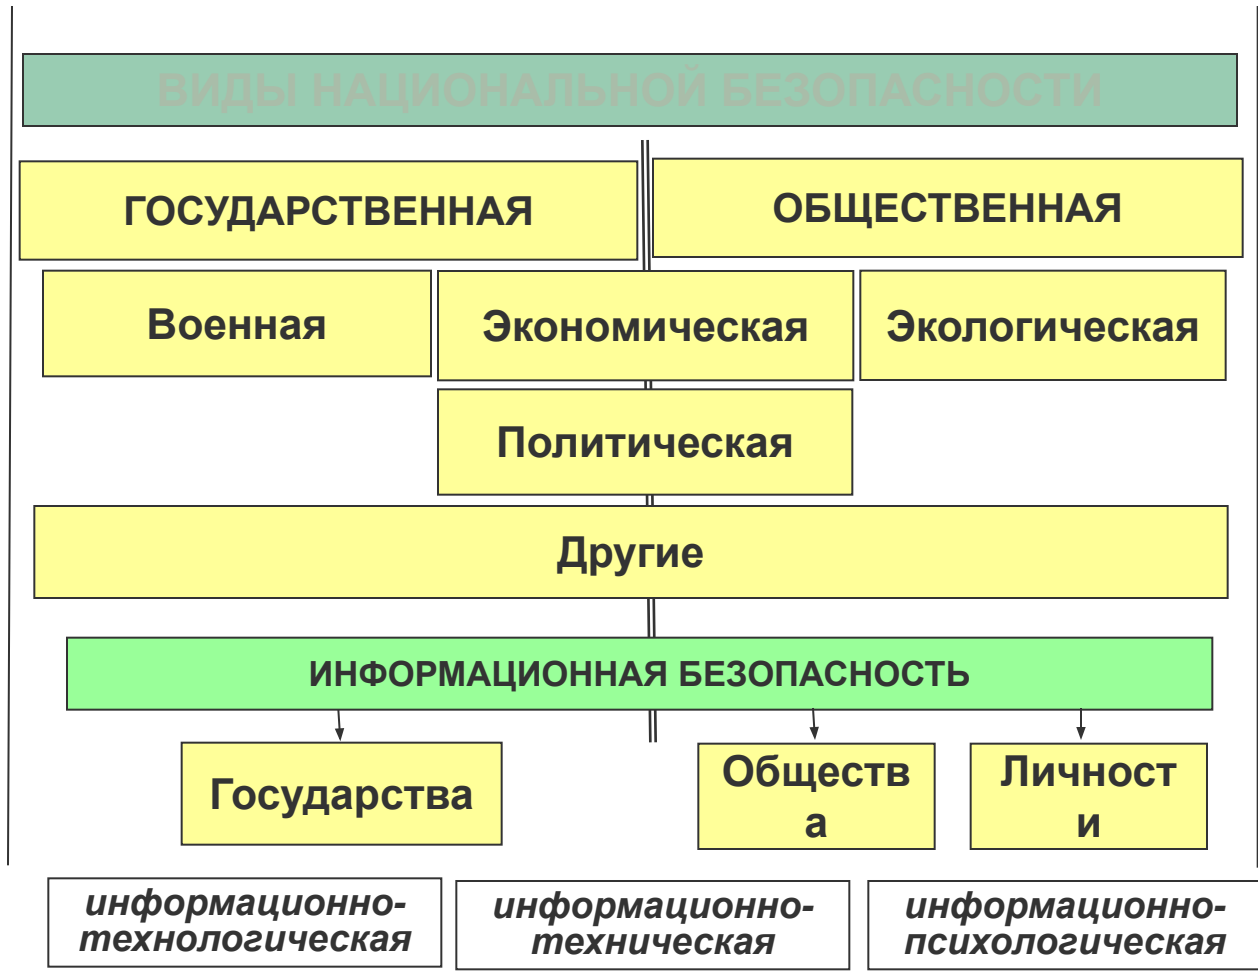 ВИДЫ НАЦИОНАЛЬНОЙ БЕЗОПАСНОСТИ
ГОСУДАРСТВЕННАЯ
ОБЩЕСТВЕННАЯ
Военная
Экономическая
Экологическая
Политическая
Другие
ИНФОРМАЦИОННАЯ БЕЗОПАСНОСТЬ
Государства
Обществ
а
Личност
и
информационно-
технологическая
информационно-
техническая
информационно-
психологическая